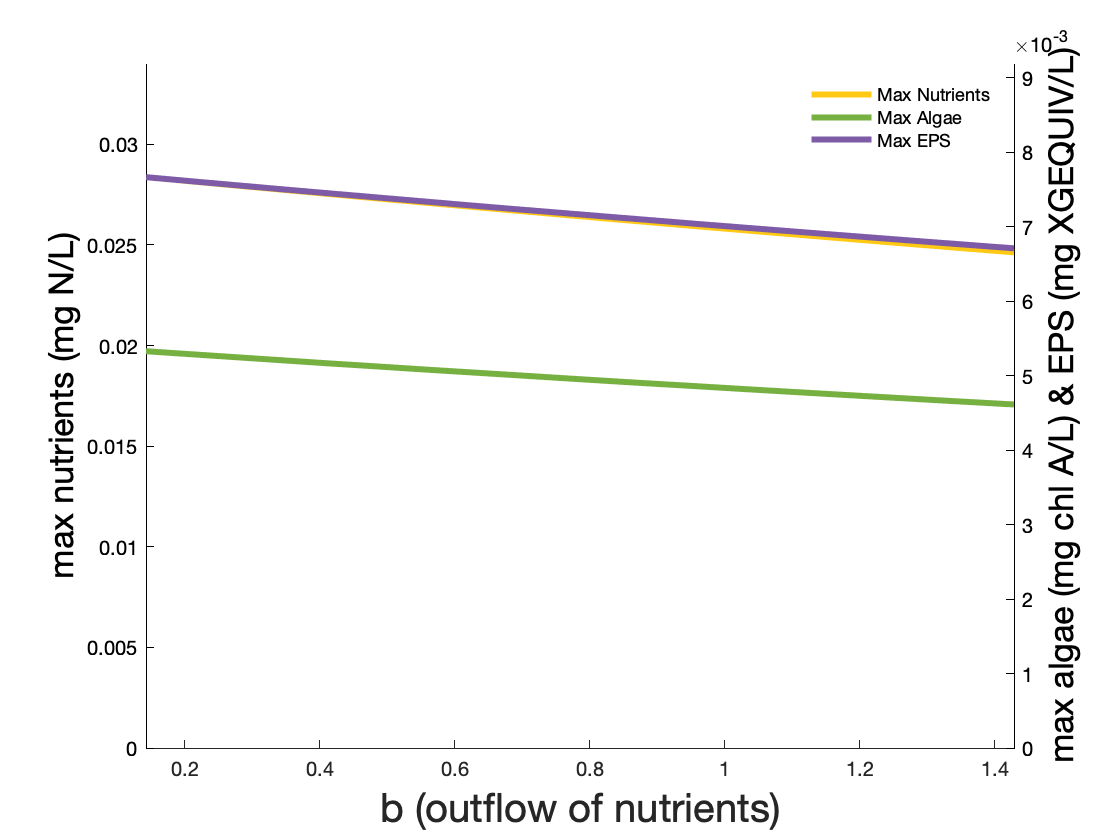 ×10-3
Max Nutrients
Max Algae
Max EPS
max nutrients (mg N/L)
0.03
0.025
0.02
0.015
0.01
0.005
0
9
8
7
6
5
4
3
2
1
0
max algae (mg chl A/L) & EPS (mg XGEQUIV/L)
0.2 0.4 0.6 0.8 1 1.2 1.4
b (outflow of nutrients)